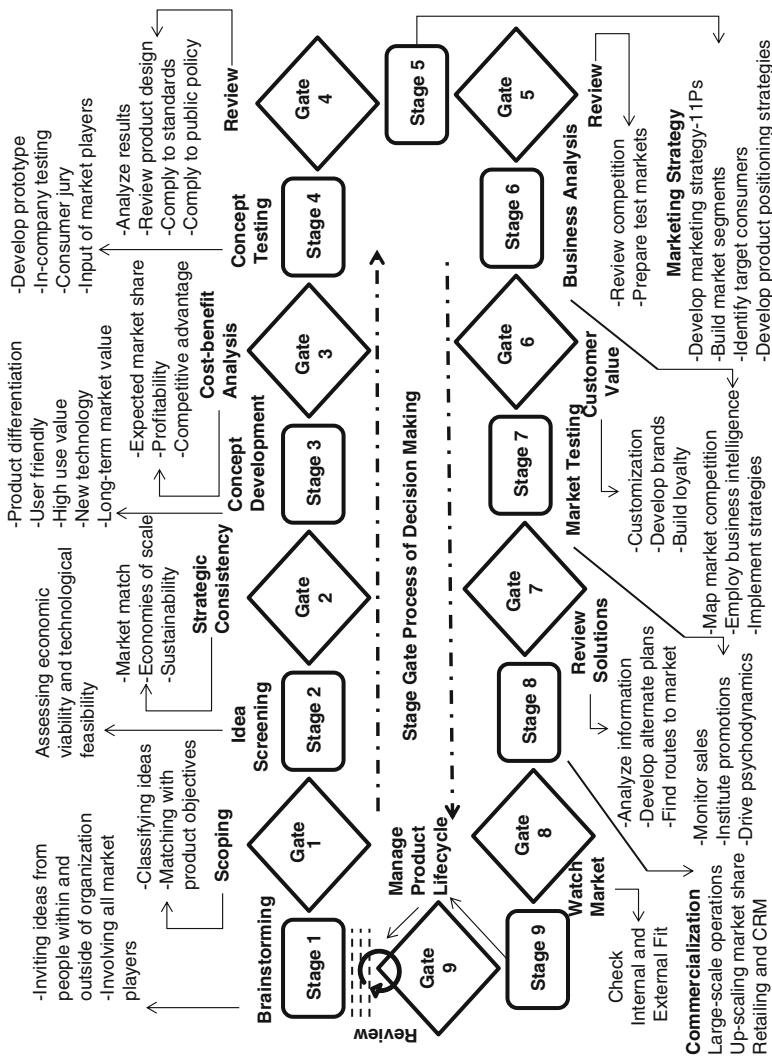 -Inviting ideas from
people within and
outside of organization
-Involving all market
players
Brainstorming
Stage 1
-Classifying ideas
-Matching with
product objectives
Scoping
Gate
1
Assessing economic
viability and technological
feasibility
Idea
Screening
Stage 2
-Market match
-Economies of scale
-Sustainability
Strategic
Consistency
Gate
2
-Product differentiation
-User friendly
-High use value
-New technology
-Long-term market value
Concept
Development
Stage 3
-Expected market share
-Profitability
-Competitive advantage
Cost-benefit
Analysis
Gate
3
-Develop prototype
-In-company testing
-Consumer jury
-Input of market players
Concept
Testing
Stage 4
-Analyze results
-Review product design
-Comply to standards
-Comply to public policy
Review
Gate
4
Stage 5
Stage Gate Process of Decision Making
Marketing Strategy
-Develop marketing strategy-11Ps
-Build market segments
-Identify target consumers
-Develop product positioning strategies
Gate
5
Review
-Review competition
-Prepare test markets
Stage 6
Business Analysis
-Map market competition
-Employ business intelligence
-Implement strategies
Gate
6
Customer
Value
-Customization
-Develop brands
-Build loyalty
Stage 7
Market Testing
-Monitor sales
-Institute promotions
-Drive psychodynamics
Gate
7
Review
Solutions
-Analyze information
-Develop alternate plans
-Find routes to market
Stage 8
Commercialization
Large-scale operations
Up-scaling market share
Retailing and CRM
Gate
8
Watch
Market
Check
Internal and
External Fit
Stage 9
Manage
Product
Lifecycle
Gate
9
Review